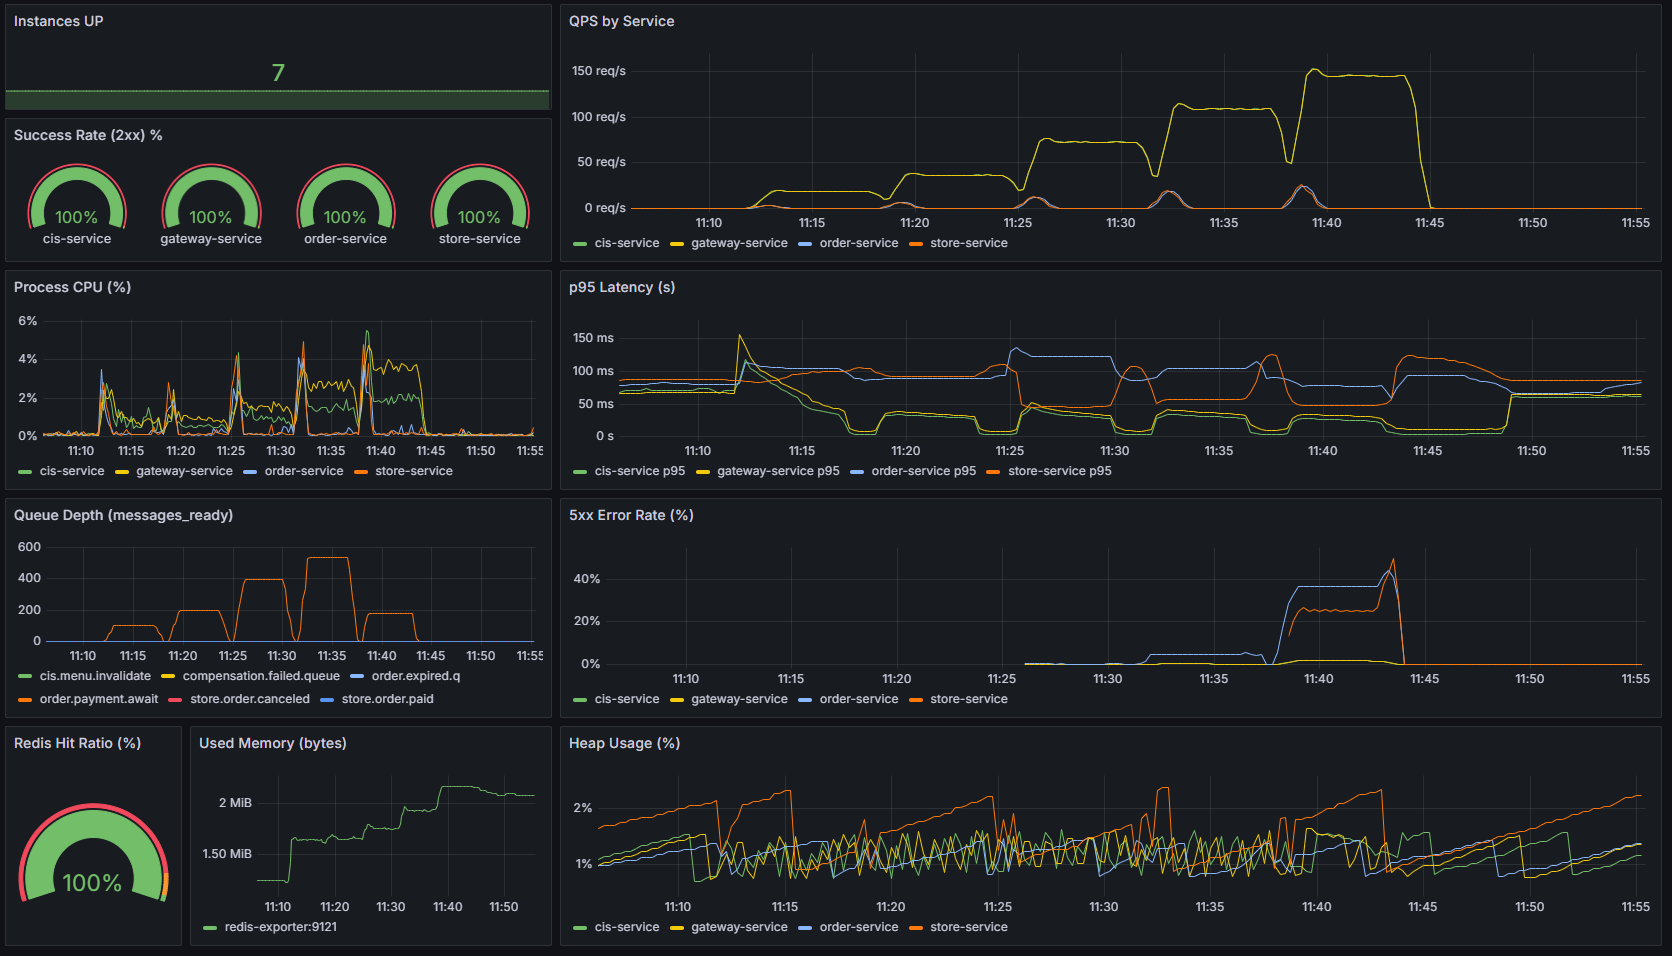 Instances UP
7
Success Rate (2xx) %
100%
100%
100%
100%
cis-service
gateway-service
order-service
store-service
QPS by Service
150 req/s
100 req/s
50 req/s
0 req/s
11:10 11:15 11:20 11:25 11:30 11:35 11:40 11:45 11:50 11:55
cis-service gateway-service order-service store-service
Process CPU (%)
6%
4%
2%
0%
11:10 11:15 11:20 11:25 11:30 11:35 11:40 11:45 11:50 11:55
cis-service gateway-service order-service store-service
p95 Latency (s)
150 ms
100 ms
50 ms
0 s
11:10 11:15 11:20 11:25 11:30 11:35 11:40 11:45 11:50 11:55
cis-service p95 gateway-service p95 order-service p95 store-service p95
Queue Depth (messages_ready)
600
400
200
0
11:10 11:15 11:20 11:25 11:30 11:35 11:40 11:45 11:50 11:55
cis.menu.invalidate compensation.failed.queue order.expired.q
order.payment.await store.order.canceled store.order.paid
5xx Error Rate (%)
40%
20%
0%
11:10 11:15 11:20 11:25 11:30 11:35 11:40 11:45 11:50 11:55
cis-service gateway-service order-service store-service
Redis Hit Ratio (%)
100%
Used Memory (bytes)
2 MiB
1.50 MiB
11:10 11:20 11:30 11:40 11:50
redis-exporter:9121
Heap Usage (%)
2%
1%
11:10 11:15 11:20 11:25 11:30 11:35 11:40 11:45 11:50 11:55
cis-service gateway-service order-service store-service